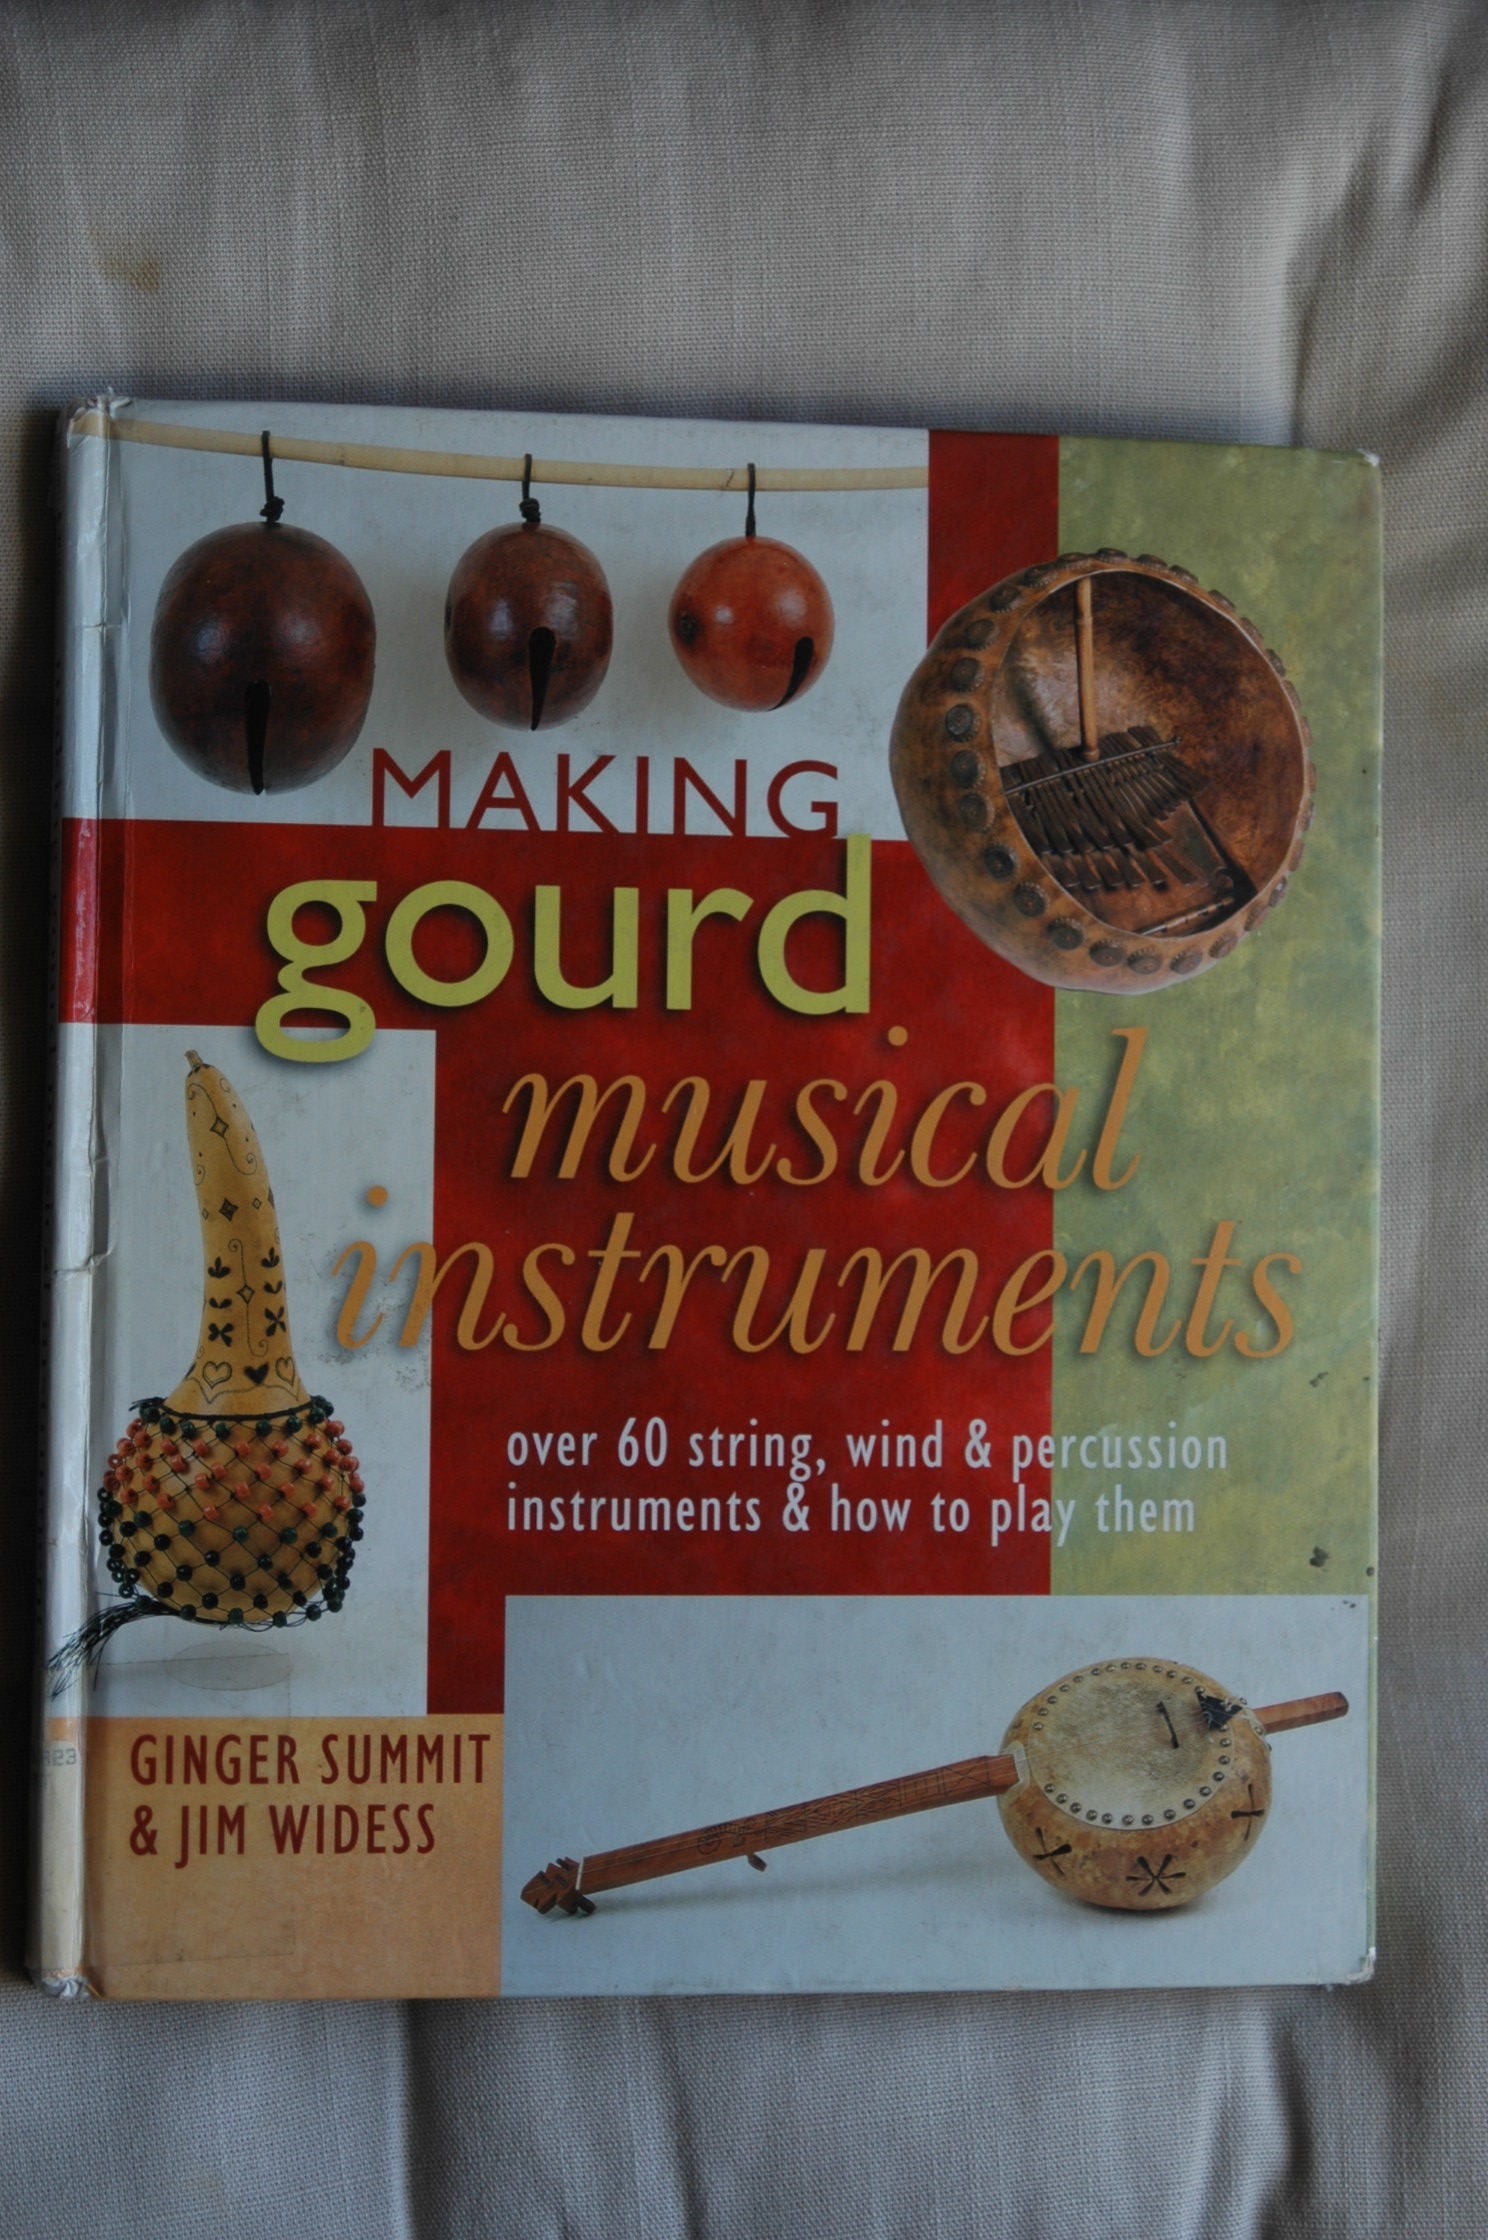 MAKING
gourd
musical
instruments
over 60 string, wind & percussion
instruments & how to play them
GINGER SUMMIT
& JIM WIDESS